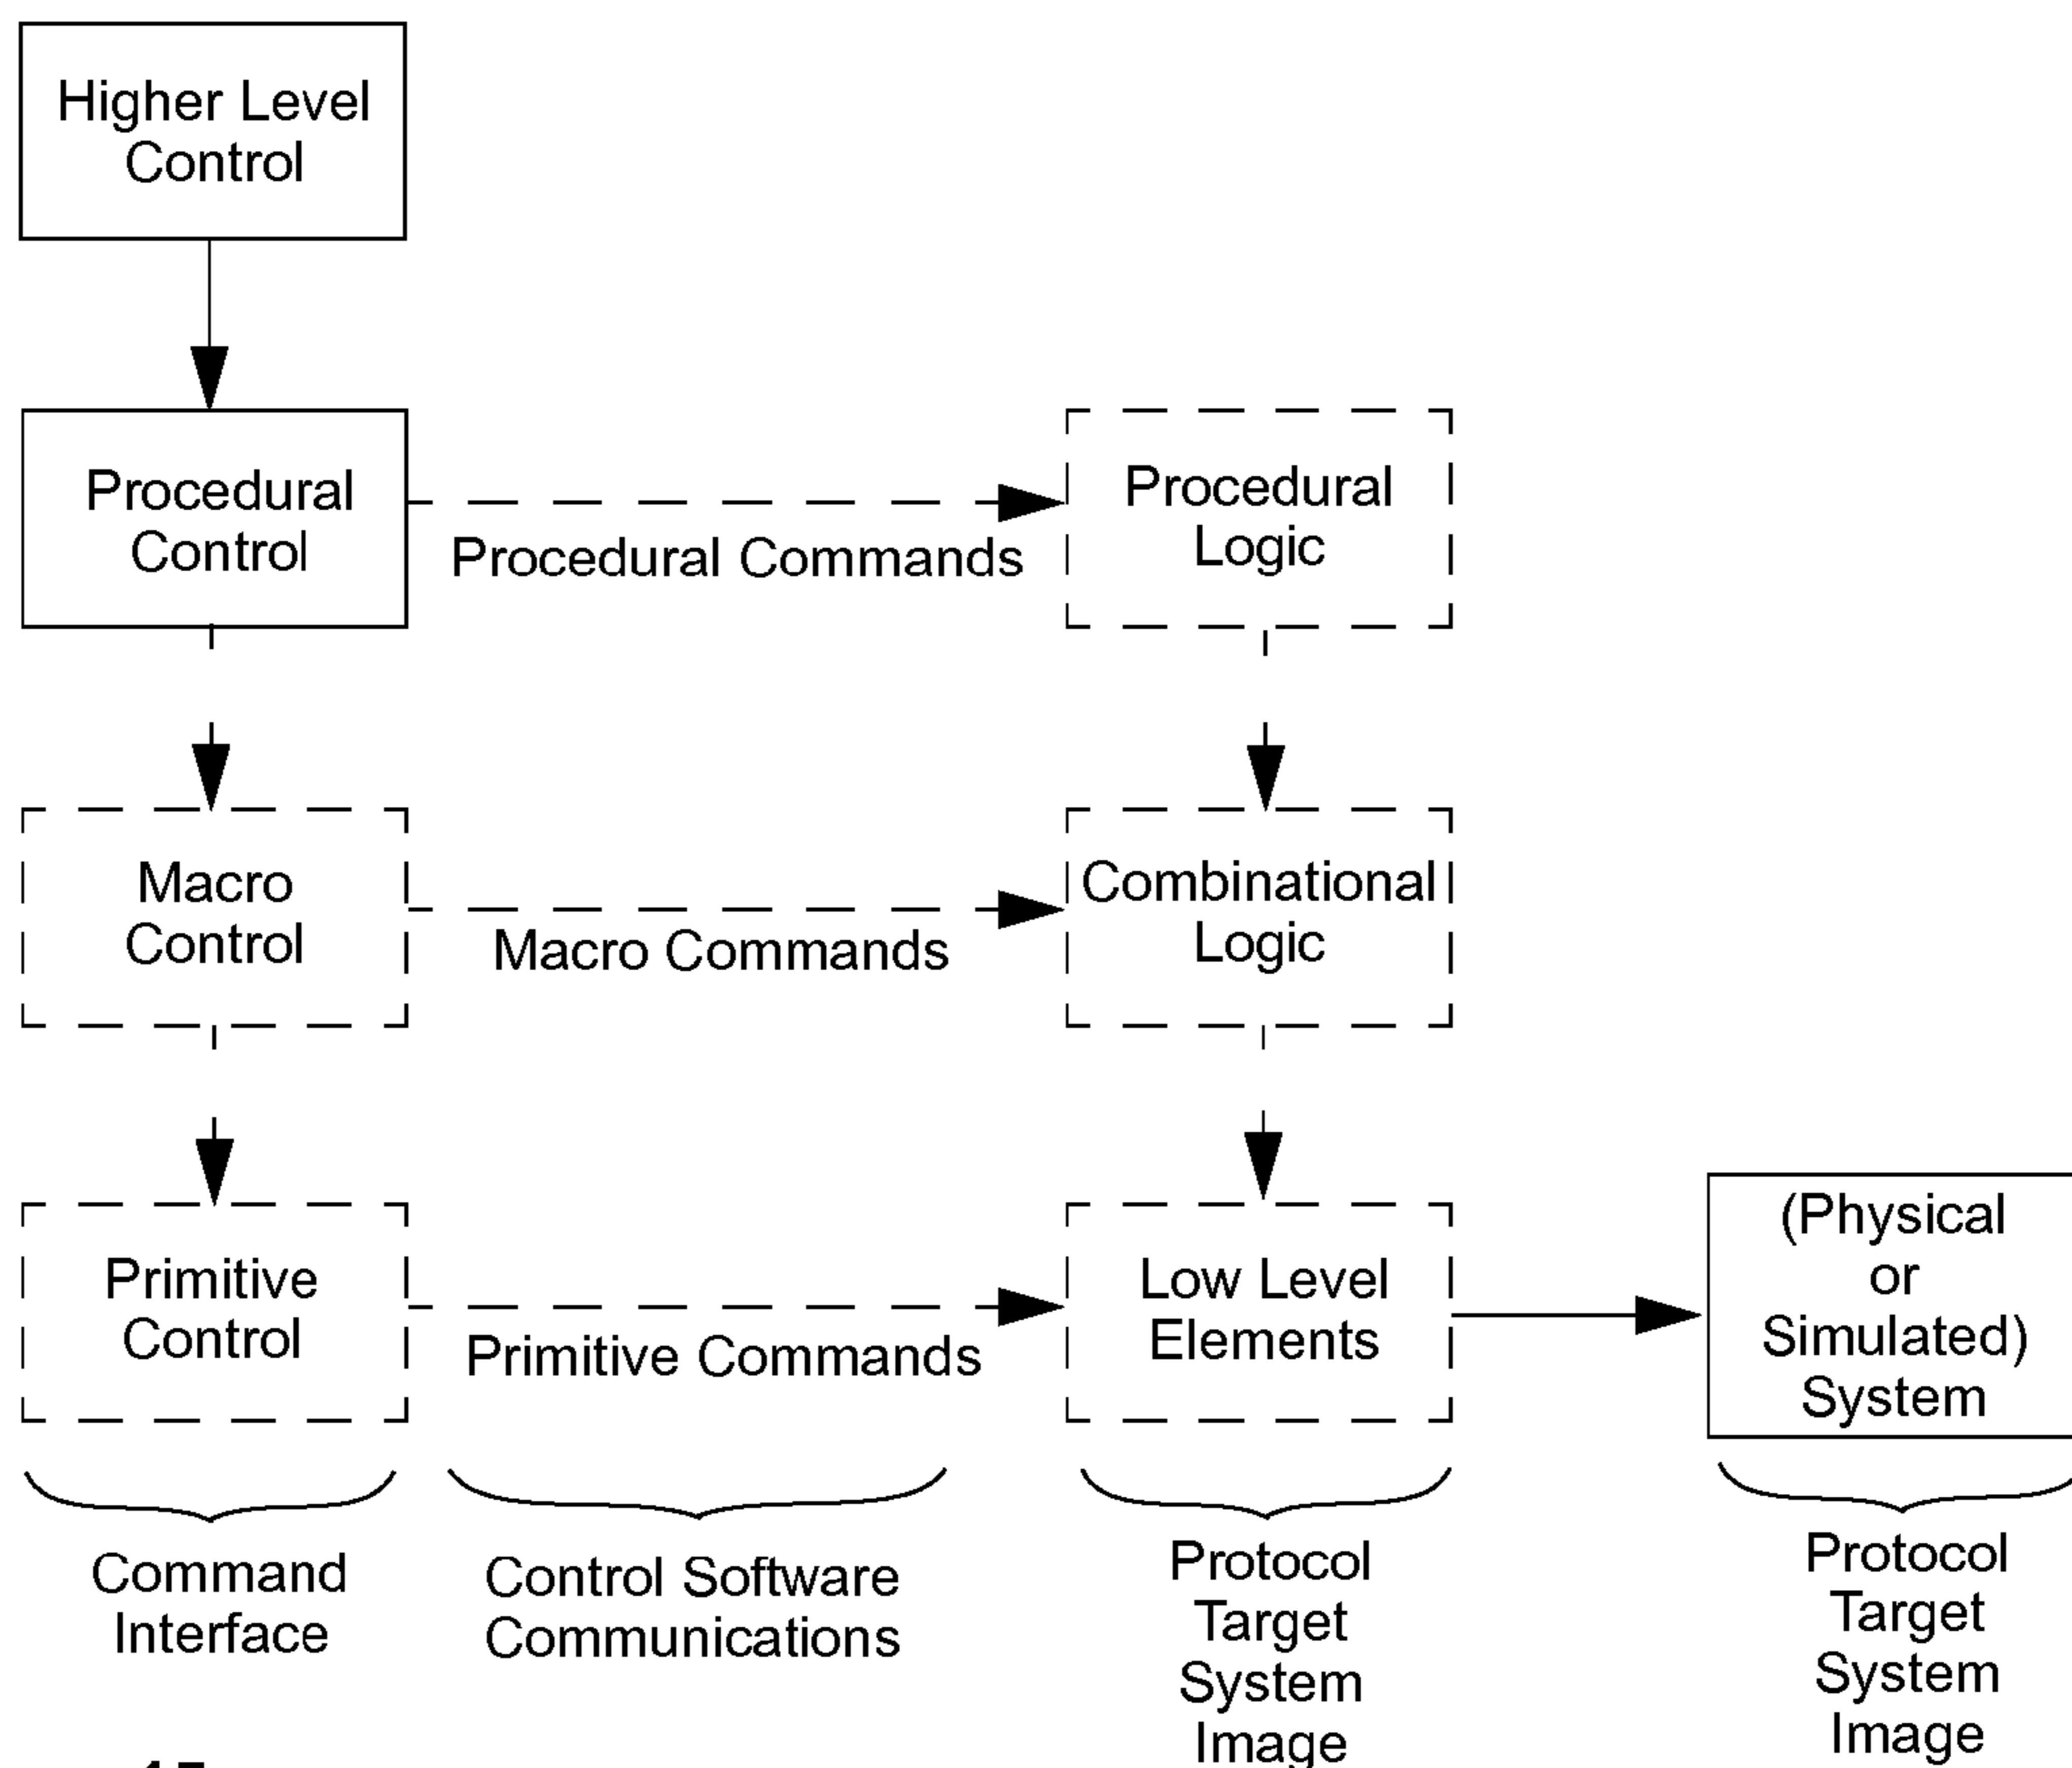 Higher Level
Control
Procedural
Control
Procedural Commands
Procedural
Logic
Macro
Control
Macro Commands
Combinational
Logic
Primitive
Control
Primitive Commands
Low Level
Elements
(Physical
or
Simulated)
System
Command
Interface
Control Software
Communications
Protocol
Target
System
Image
Protocol
Target
System
Image